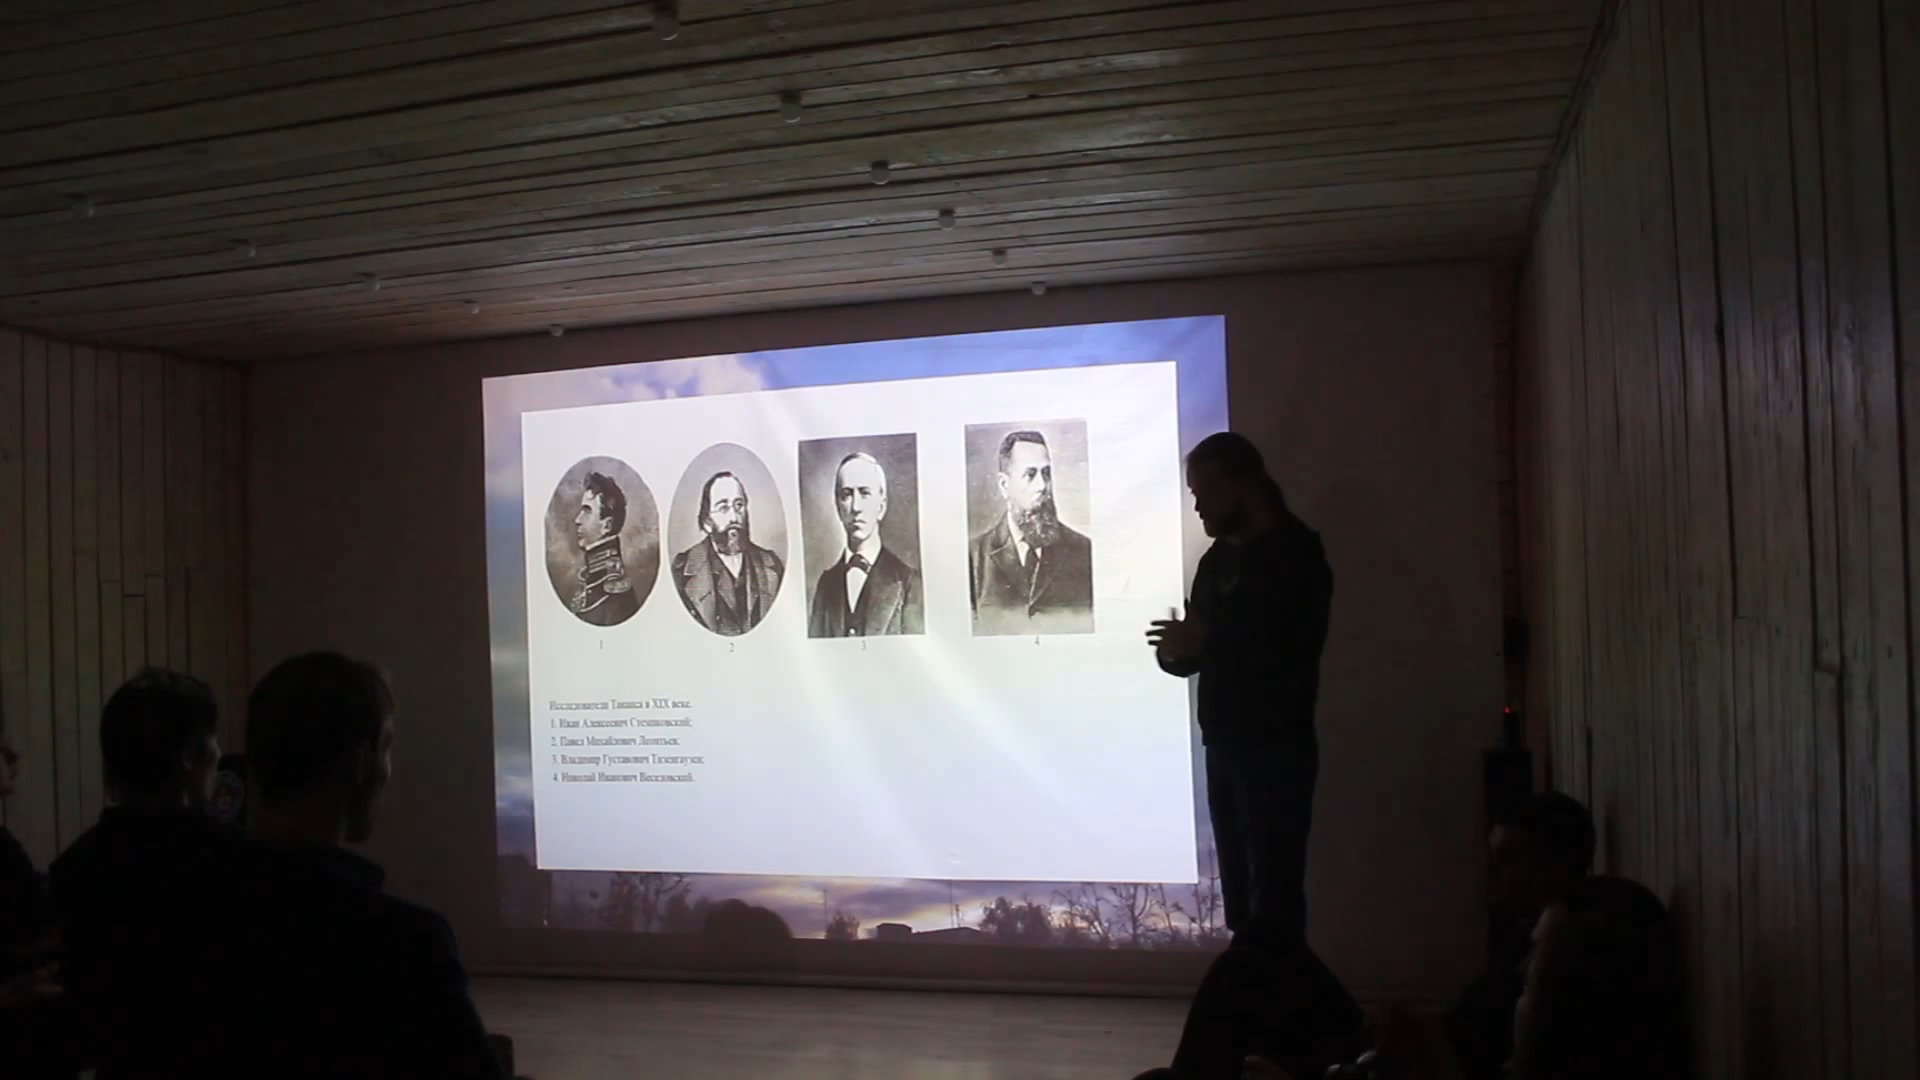 1
2
3
4
Исследователи Танаиса в XIX веке.
1. Иван Алексеевич Стемпковский;
2. Павел Михайлович Леонтьев;
3. Владимир Густавович Тизенгаузен;
4. Николай Иванович Веселовский.